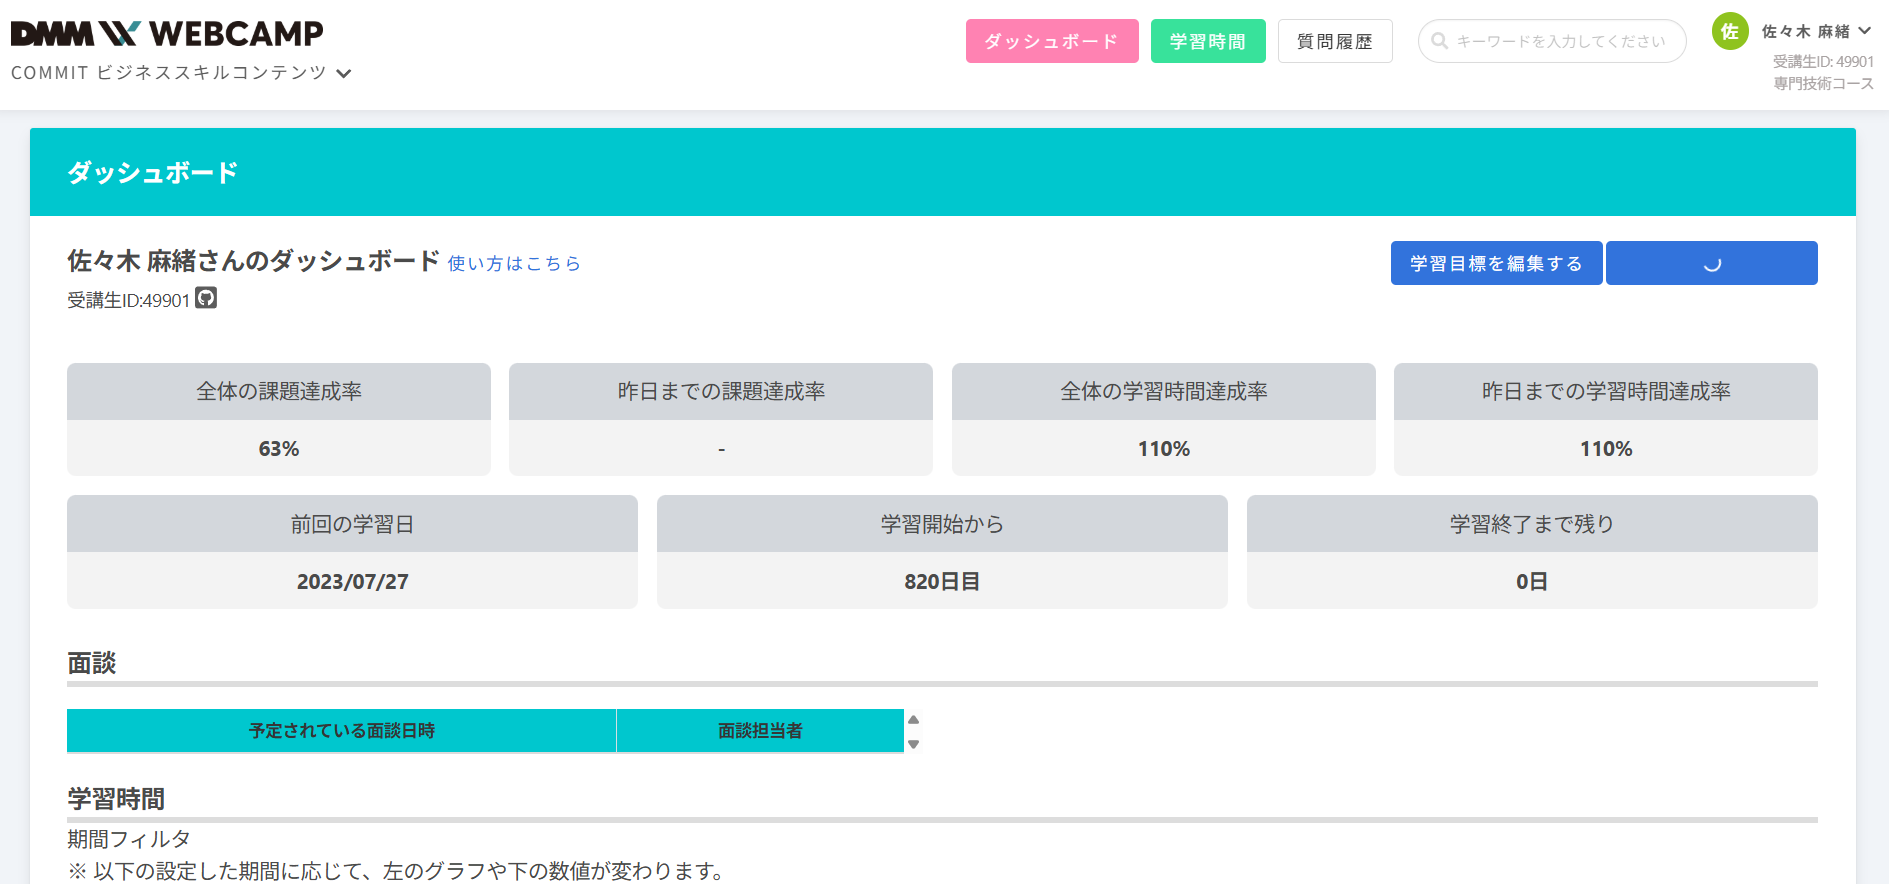 DMM WEBCAMP
COMMIT ビジネススキルコンテンツ
ダッシュボード
学習時間
質問履歴
キーワードを入力してください
佐
佐々木 麻緒
受講生ID: 49901
専門技術コース
ダッシュボード
佐々木 麻緒さんのダッシュボード 使い方はこちら
受講生ID:49901
学習目標を編集する
全体の課題達成率
63%
昨日までの課題達成率
-
全体の学習時間達成率
110%
昨日までの学習時間達成率
110%
前回の学習日
2023/07/27
学習開始から
820日目
学習終了まで残り
0日
面談
予定されている面談日時
面談担当者
学習時間
期間フィルタ
※ 以下の設定した期間に応じて、左のグラフや下の数値が変わります。